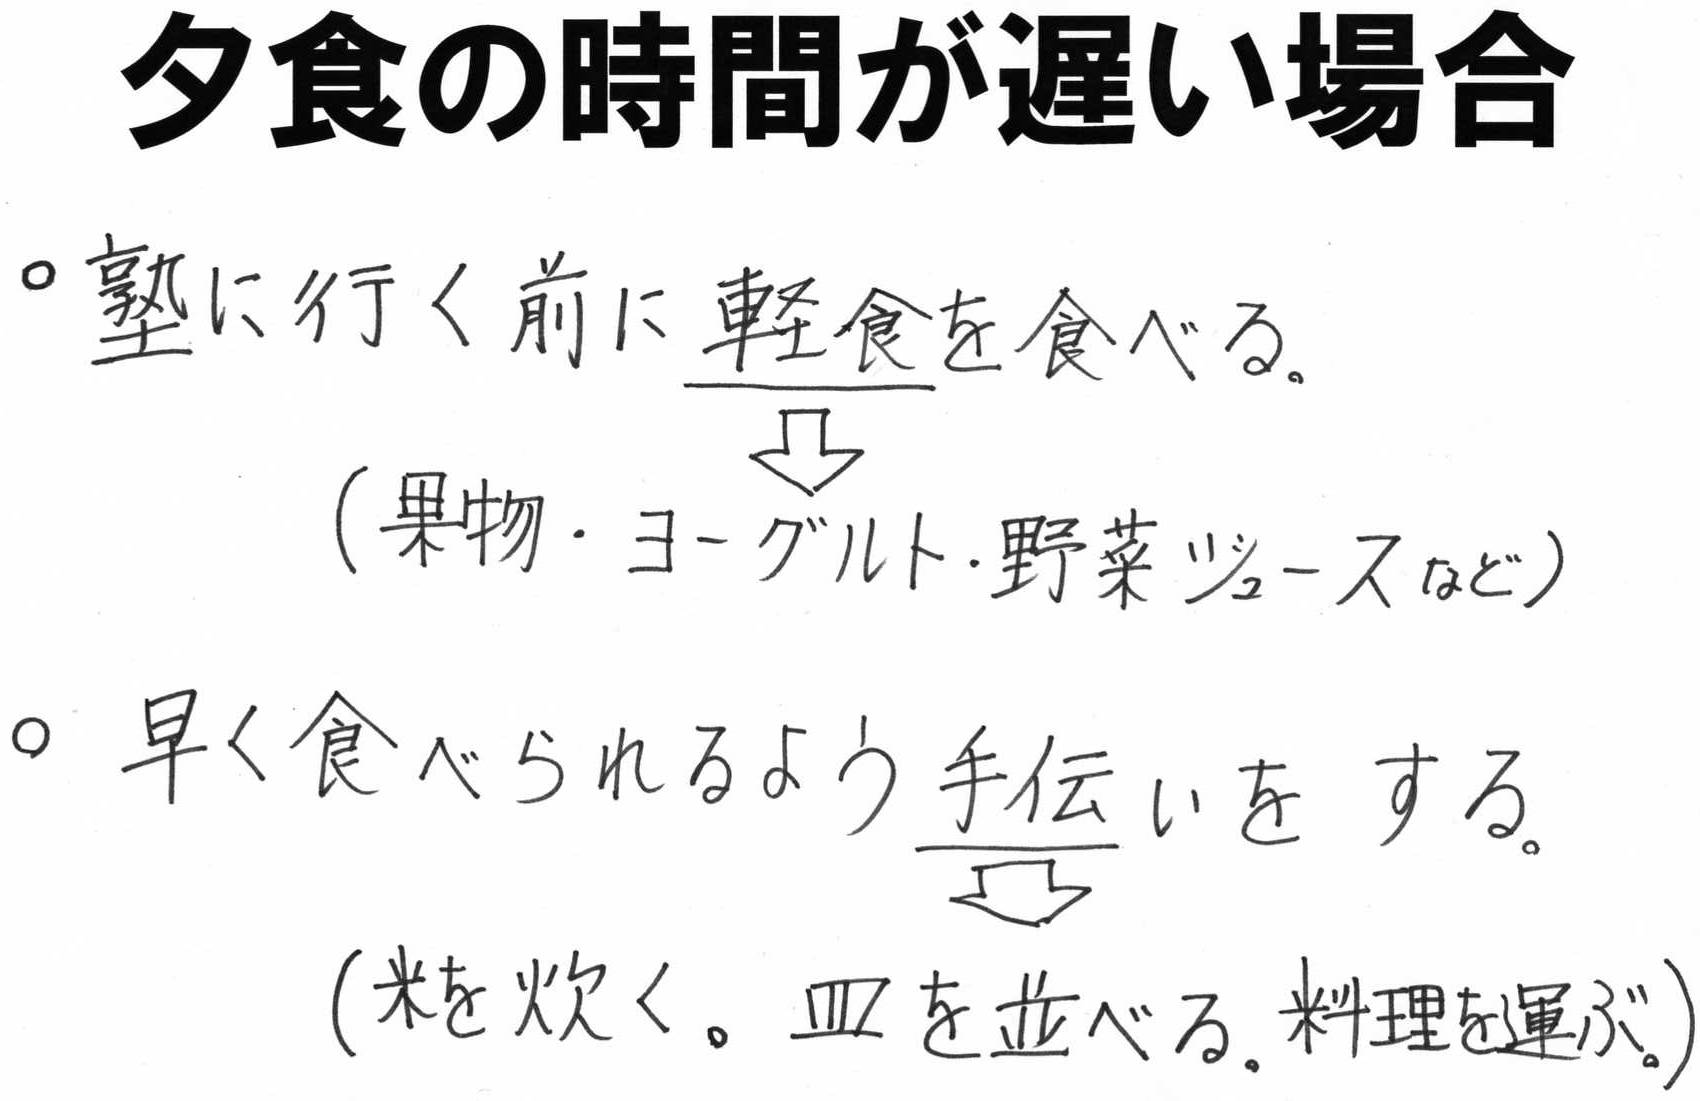 夕食の時間が遅い場合
○ 塾に行く前に軽食を食べる。
(果物・ヨーグルト・野菜ジュースなど)
○ 早く食べられるよう手伝いをする。
(米を炊く。皿を並べる。料理を運ぶ。)